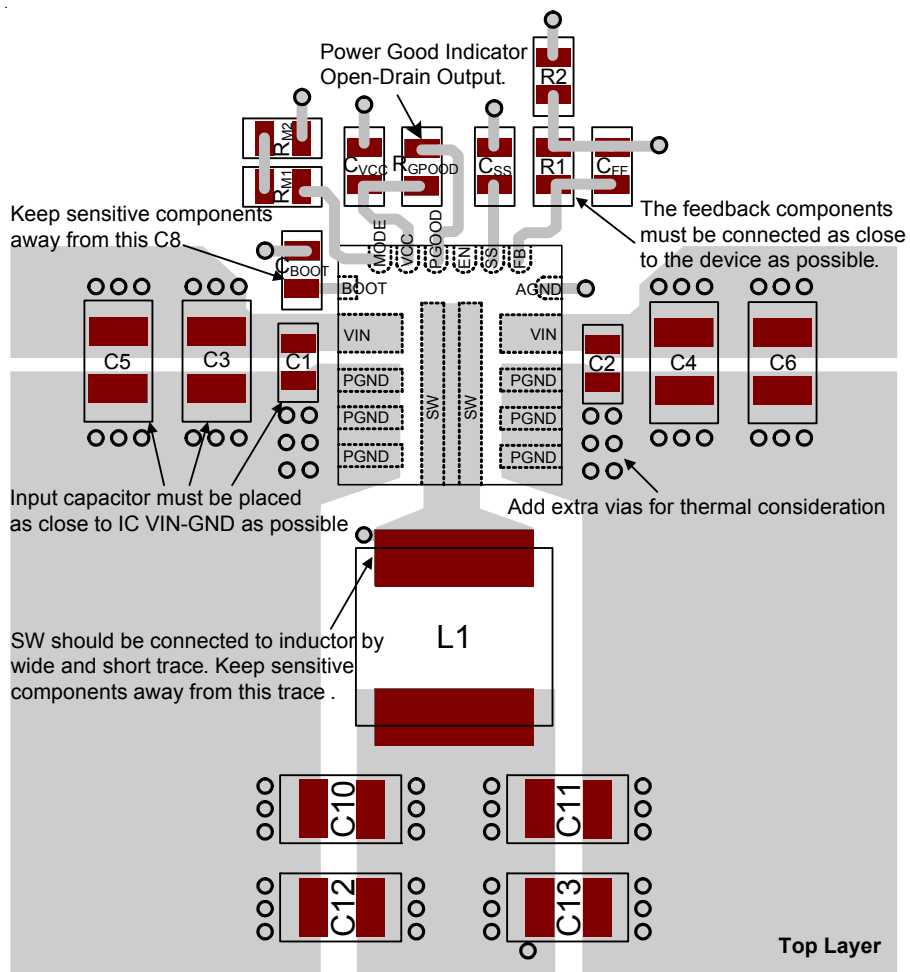 Power Good Indicator
Open-Drain Output.
R2
RM2
RM1
CVCC
RGPOOD
CSS
R1
CFF
Keep sensitive components
away from this C8
The feedback components
must be connected as close
to the device as possible.
CBOOT
MODE
VCC
PGOOD
EN
SS
FB
BOOT
AGND
VIN
VIN
C5
C3
C1
C2
C4
C6
PGND
PGND
SW
SW
PGND
PGND
PGND
PGND
Input capacitor must be placed
as close to IC VIN-GND as possible
Add extra vias for thermal consideration
L1
SW should be connected to inductor by
wide and short trace. Keep sensitive
components away from this trace .
C10
C11
C12
C13
Top Layer